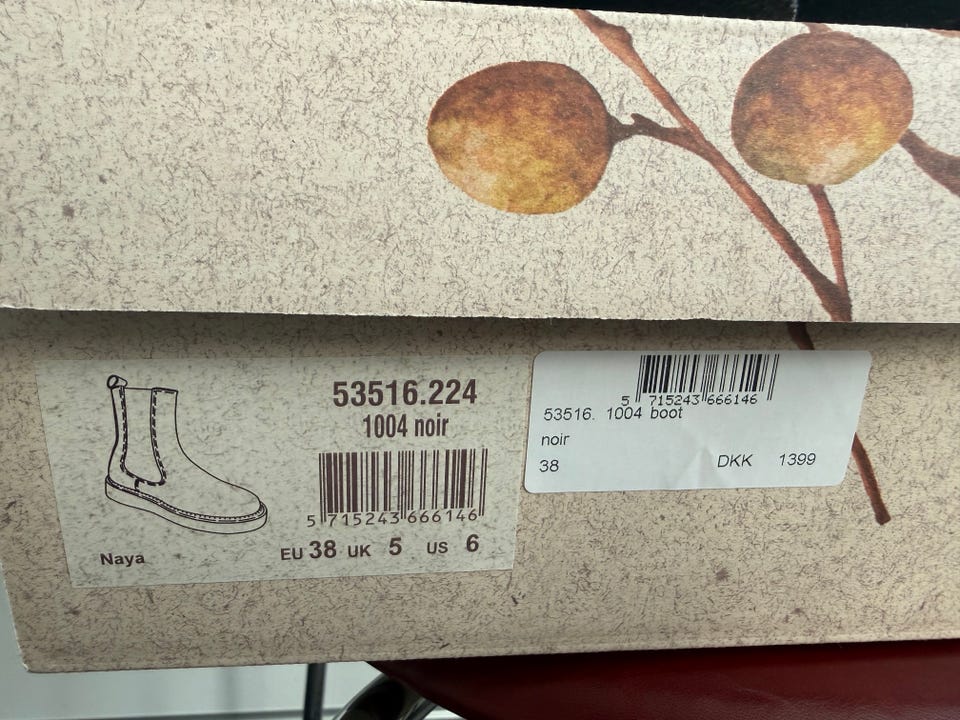 53516.224
1004 noir
5 715243 666146
EU 38 UK 5 US 6
Naya
5 715243 666146
53516. 1004 boot
noir
38 DKK 1399